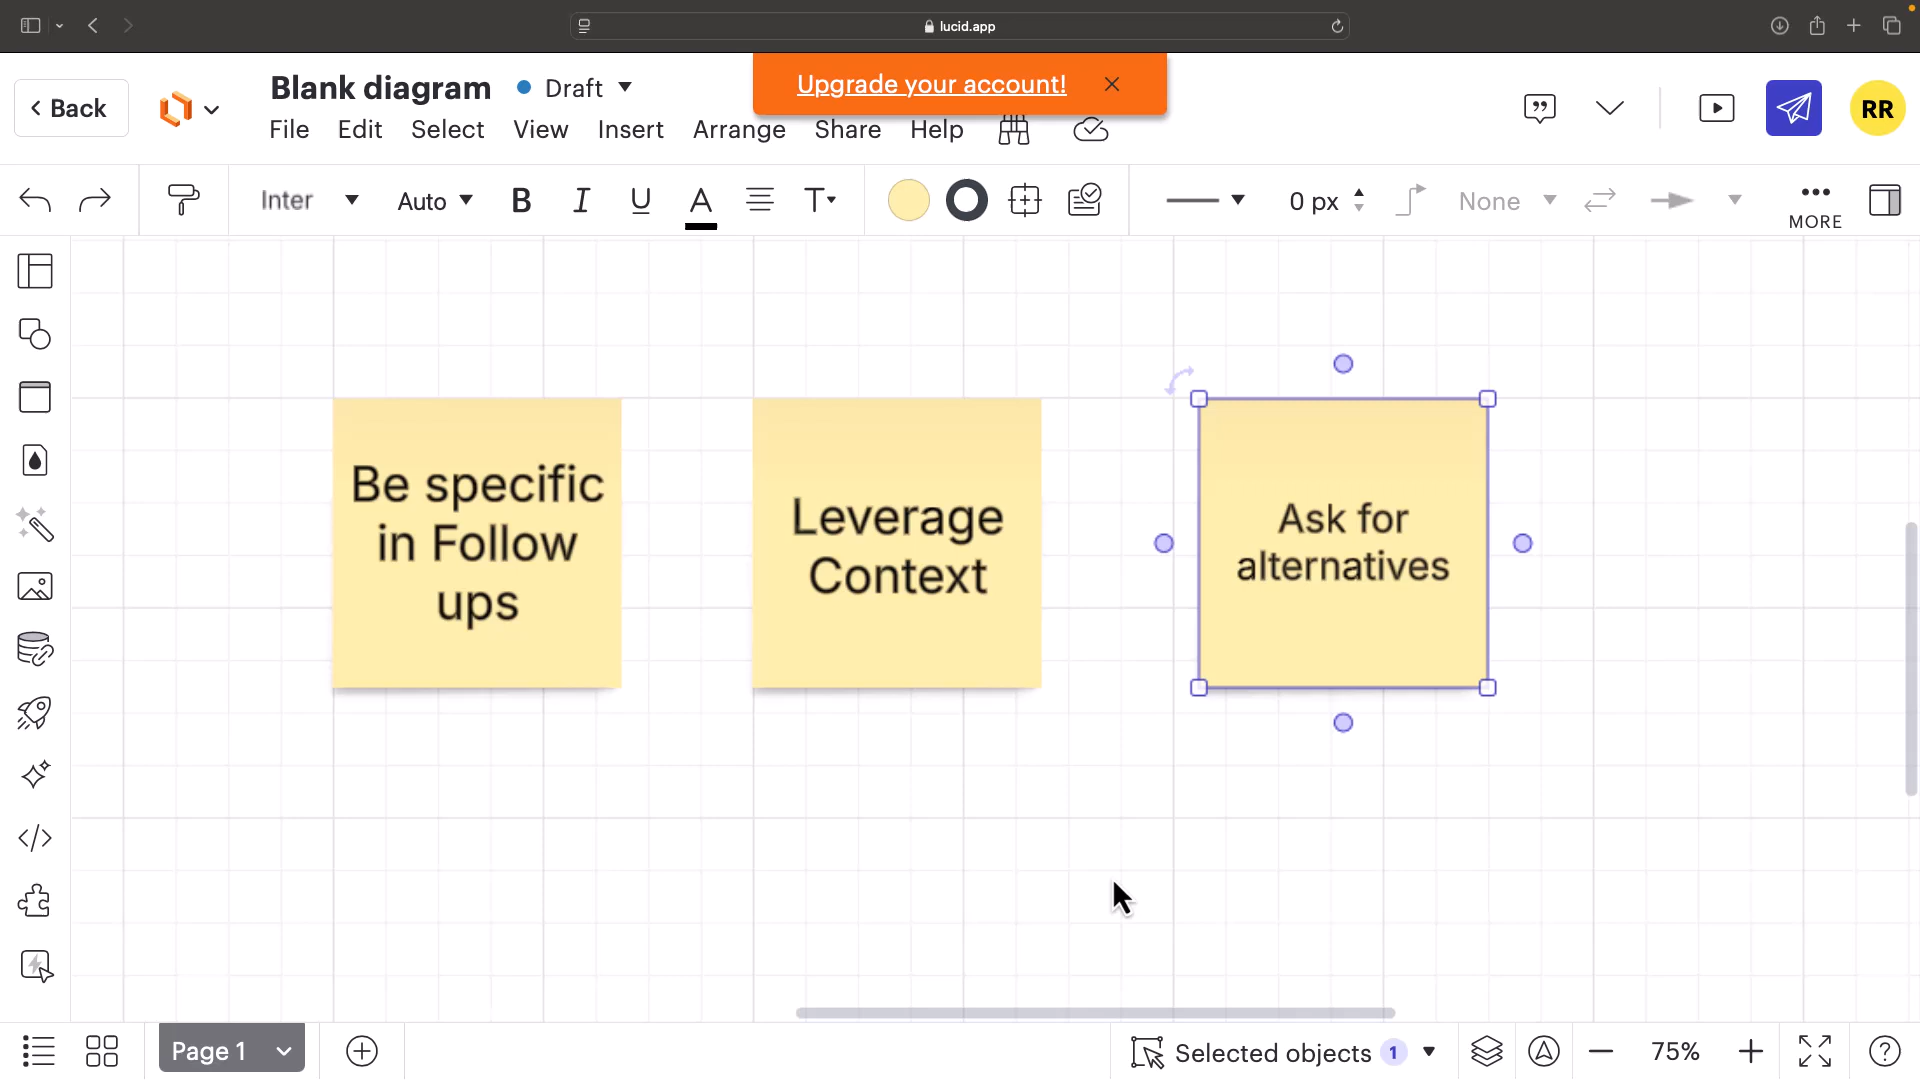 lucid.app
Upgrade your account!
Back
Blank diagram
Draft
File Edit Select View Insert Arrange Share Help
RR
Inter
Auto
B I U A T
0 px
None
MORE
Be specific
in Follow
ups
Leverage
Context
Ask for
alternatives
Page 1
Selected objects 1
75%